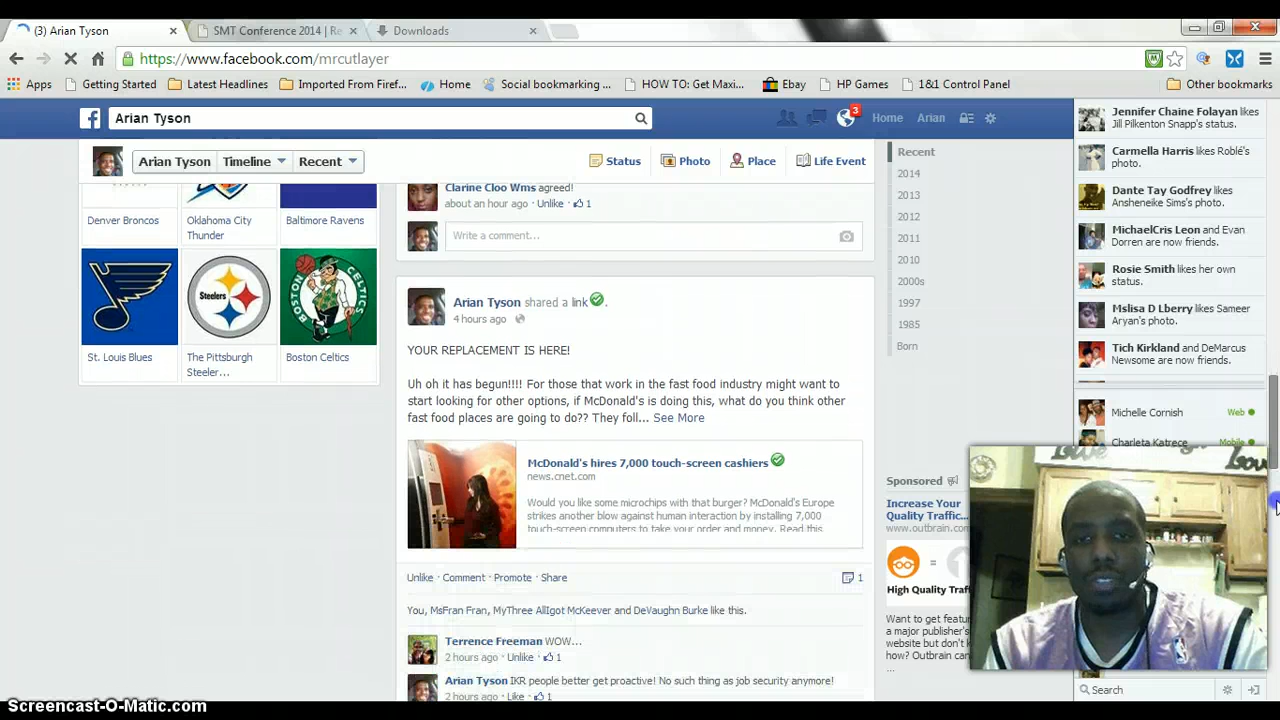 (3) Arian Tyson
SMT Conference 2014 | Re
Downloads
https://www.facebook.com/mrcutlayer
Apps
Getting Started
Latest Headlines
Imported From Firef...
Home
Social bookmarking ...
HOW TO: Get Maxi...
Ebay
HP Games
1&1 Control Panel
Other bookmarks
Arian Tyson
3
Home
Arian
Arian Tyson
Timeline
Recent
Status
Photo
Place
Life Event
Denver Broncos
Oklahoma City
Thunder
Baltimore Ravens
Steelers
BOSTON
CELTICS
St. Louis Blues
The Pittsburgh
Steeler...
Boston Celtics
Clarine Cloo Wms agreed!
about an hour ago · Unlike · 1
Write a comment...
Arian Tyson shared a link.
4 hours ago ·
YOUR REPLACEMENT IS HERE!
Uh oh it has begun!!!! For those that work in the fast food industry might want to
start looking for other options, if McDonald's is doing this, what do you think other
fast food places are going to do?? They foll... See More
McDonald's hires 7,000 touch-screen cashiers
news.cnet.com
Would you like some microchips with that burger? McDonald's Europe
strikes another blow against human interaction by installing 7,000
touch-screen computers to take your order and money. Read this
Unlike · Comment · Promote · Share
1
You, MsFran Fran, MyThree AllIgot McKeever and DeVaughn Burke like this.
Terrence Freeman WOW...
2 hours ago · Unlike · 1
Arian Tyson IKR people better get proactive! No such thing as job security anymore!
2 hours ago · Like · 1
Recent
2014
2013
2012
2011
2010
2000s
1997
1985
Born
Sponsored
Increase Your
Quality Traffic...
www.outbrain.com
=
High Quality Traff
Want to get featur
a major publisher's
website but don't k
how? Outbrain can
...
Jennifer Chaine Folayan likes
Jill Pilkenton Snapp's status.
Carmella Harris likes Roblé's
photo.
Dante Tay Godfrey likes
Ansheneike Sims's photo.
MichaelCris Leon and Evan
Dorren are now friends.
Rosie Smith likes her own
status.
Mslisa D Lberry likes Sameer
Aryan's photo.
Tich Kirkland and DeMarcus
Newsome are now friends.
Michelle Cornish
Web
Charleta Katrece
Mobile
Search
Screencast-O-Matic.com